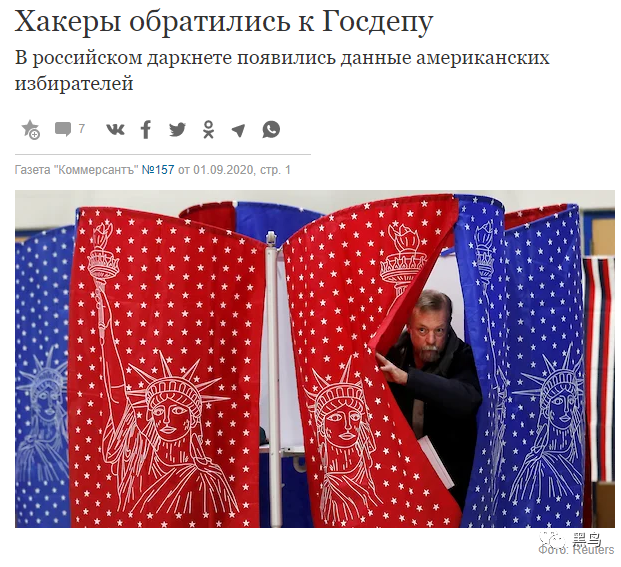 Хакеры обратились к Госдепу
В российском даркнете появились данные американских
избирателей
7
Газета "Коммерсантъ" №157 от 01.09.2020, стр. 1
黑鸟
Фото: Reuters